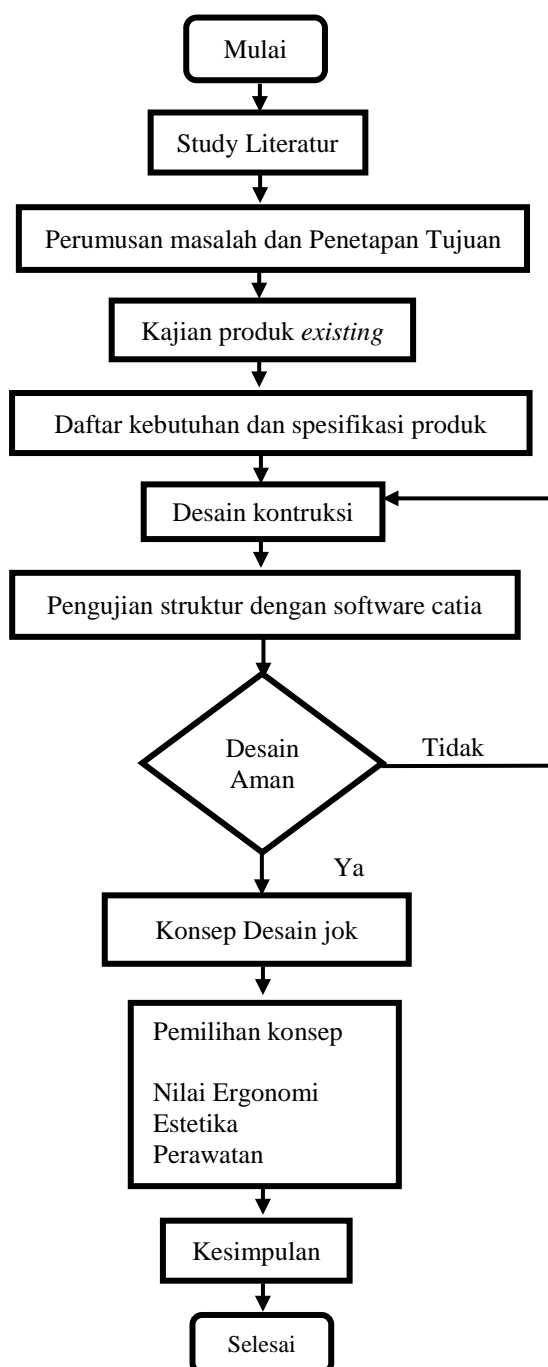 Mulai
Study Literatur
Perumusan masalah dan Penetapan Tujuan
Kajian produk existing
Daftar kebutuhan dan spesifikasi produk
Desain kontruksi
Pengujian struktur dengan software catia
Desain
Aman
Tidak
Ya
Konsep Desain jok
Pemilihan konsep
Nilai Ergonomi
Estetika
Perawatan
Kesimpulan
Selesai